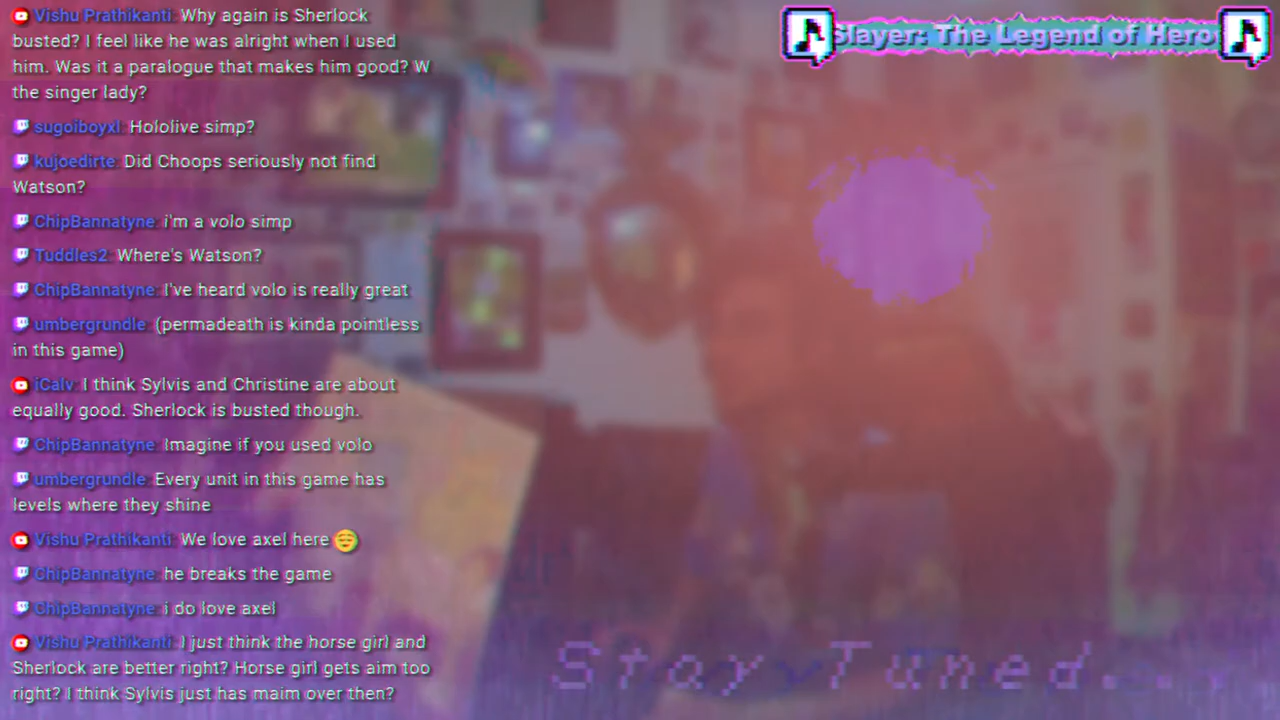 Vishu Prathikanti: Why again is Sherlock
busted? I feel like he was alright when I used
him. Was it a paralogue that makes him good? W
the singer lady?
sugoiboyxl: Hololive simp?
kujoedirte: Did Choops seriously not find
Watson?
ChipBannatyne: i'm a volo simp
Tuddles2: Where's Watson?
ChipBannatyne: I've heard volo is really great
umbergrundle: (permadeath is kinda pointless
in this game)
iCalv: I think Sylvis and Christine are about
equally good. Sherlock is busted though.
ChipBannatyne: Imagine if you used volo
umbergrundle: Every unit in this game has
levels where they shine
Vishu Prathikanti: We love axel here
ChipBannatyne: he breaks the game
ChipBannatyne: i do love axel
Vishu Prathikanti: I just think the horse girl and
Sherlock are better right? Horse girl gets aim too
right? I think Sylvis just has maim over then?
Slayer: The Legend of Hero
Stay Tuned...